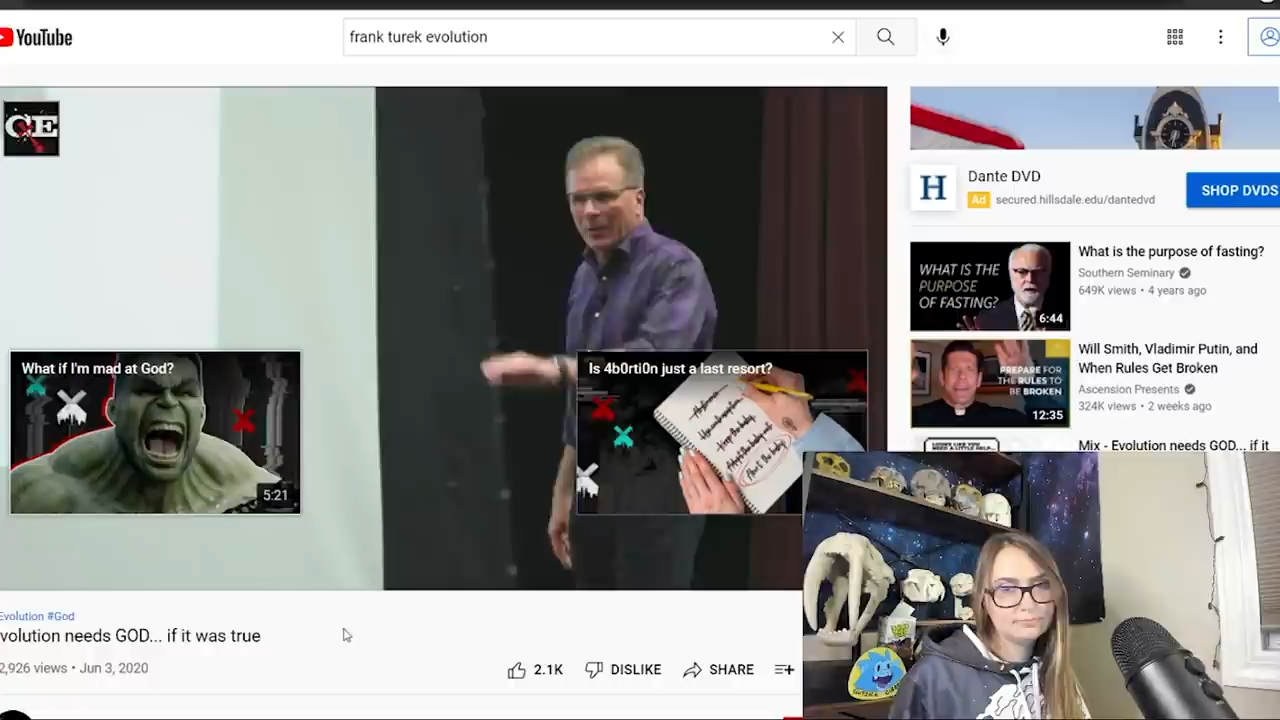 YouTube
frank turek evolution
CE
Dante DVD
Ad secured.hillsdale.edu/dantedvd
SHOP DVDS
WHAT IS THE
PURPOSE
OF FASTING?
6:44
What is the purpose of fasting?
Southern Seminary
649K views • 4 years ago
PREPARE FOR
THE RULES TO
BE BROKEN
12:35
Will Smith, Vladimir Putin, and
When Rules Get Broken
Ascension Presents
324K views • 2 weeks ago
Mix - Evolution needs GOD... if it
What if I'm mad at God?
5:21
Is 4b0rti0n just a last resort?
Evolution #God
volution needs GOD... if it was true
2,926 views • Jun 3, 2020
2.1K
DISLIKE
SHARE